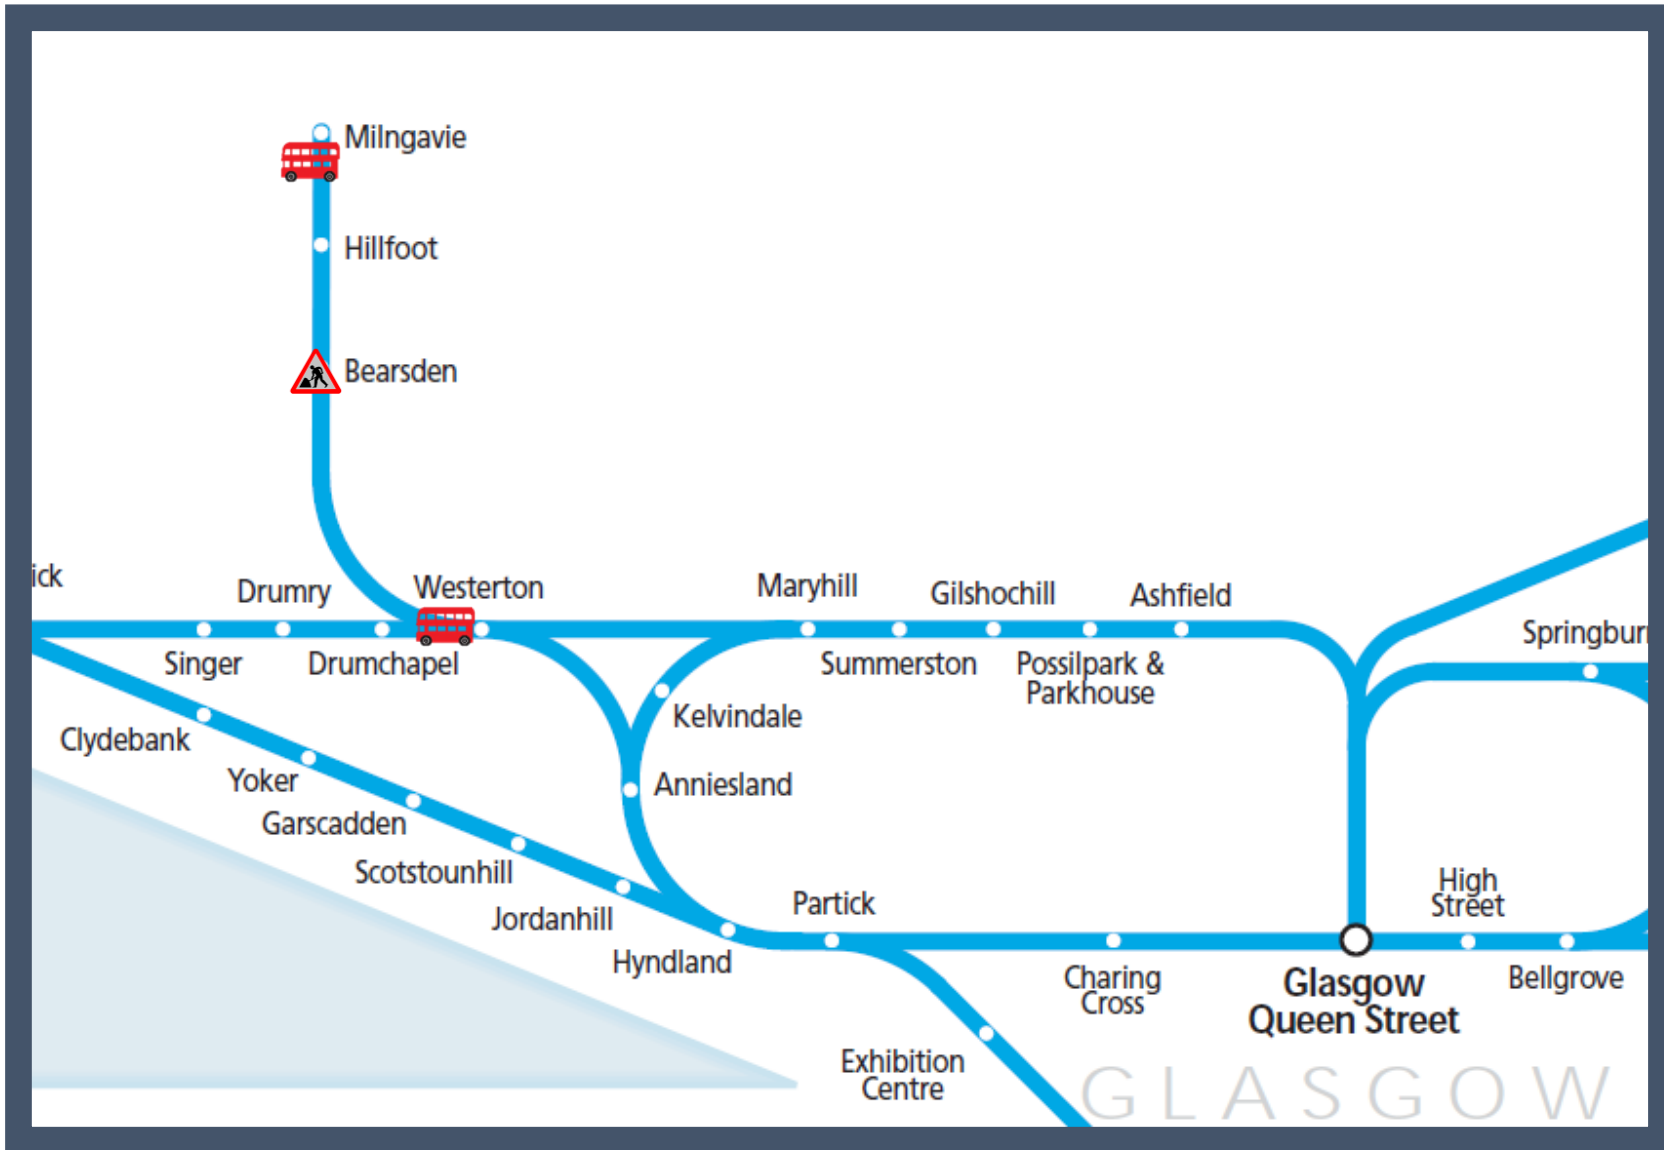 Milngavie
Hillfoot
Bearsden
ick
Drumry
Westerton
Maryhill
Gilshochill
Ashfield
Springbur
Singer
Drumchapel
Summerston
Possilpark &
Parkhouse
Kelvindale
Clydebank
Yoker
Anniesland
Garscadden
Scotstounhill
Jordanhill
Hyndland
Partick
High
Street
Charing
Cross
Glasgow
Queen Street
Bellgrove
Exhibition
Centre
GLASGOW